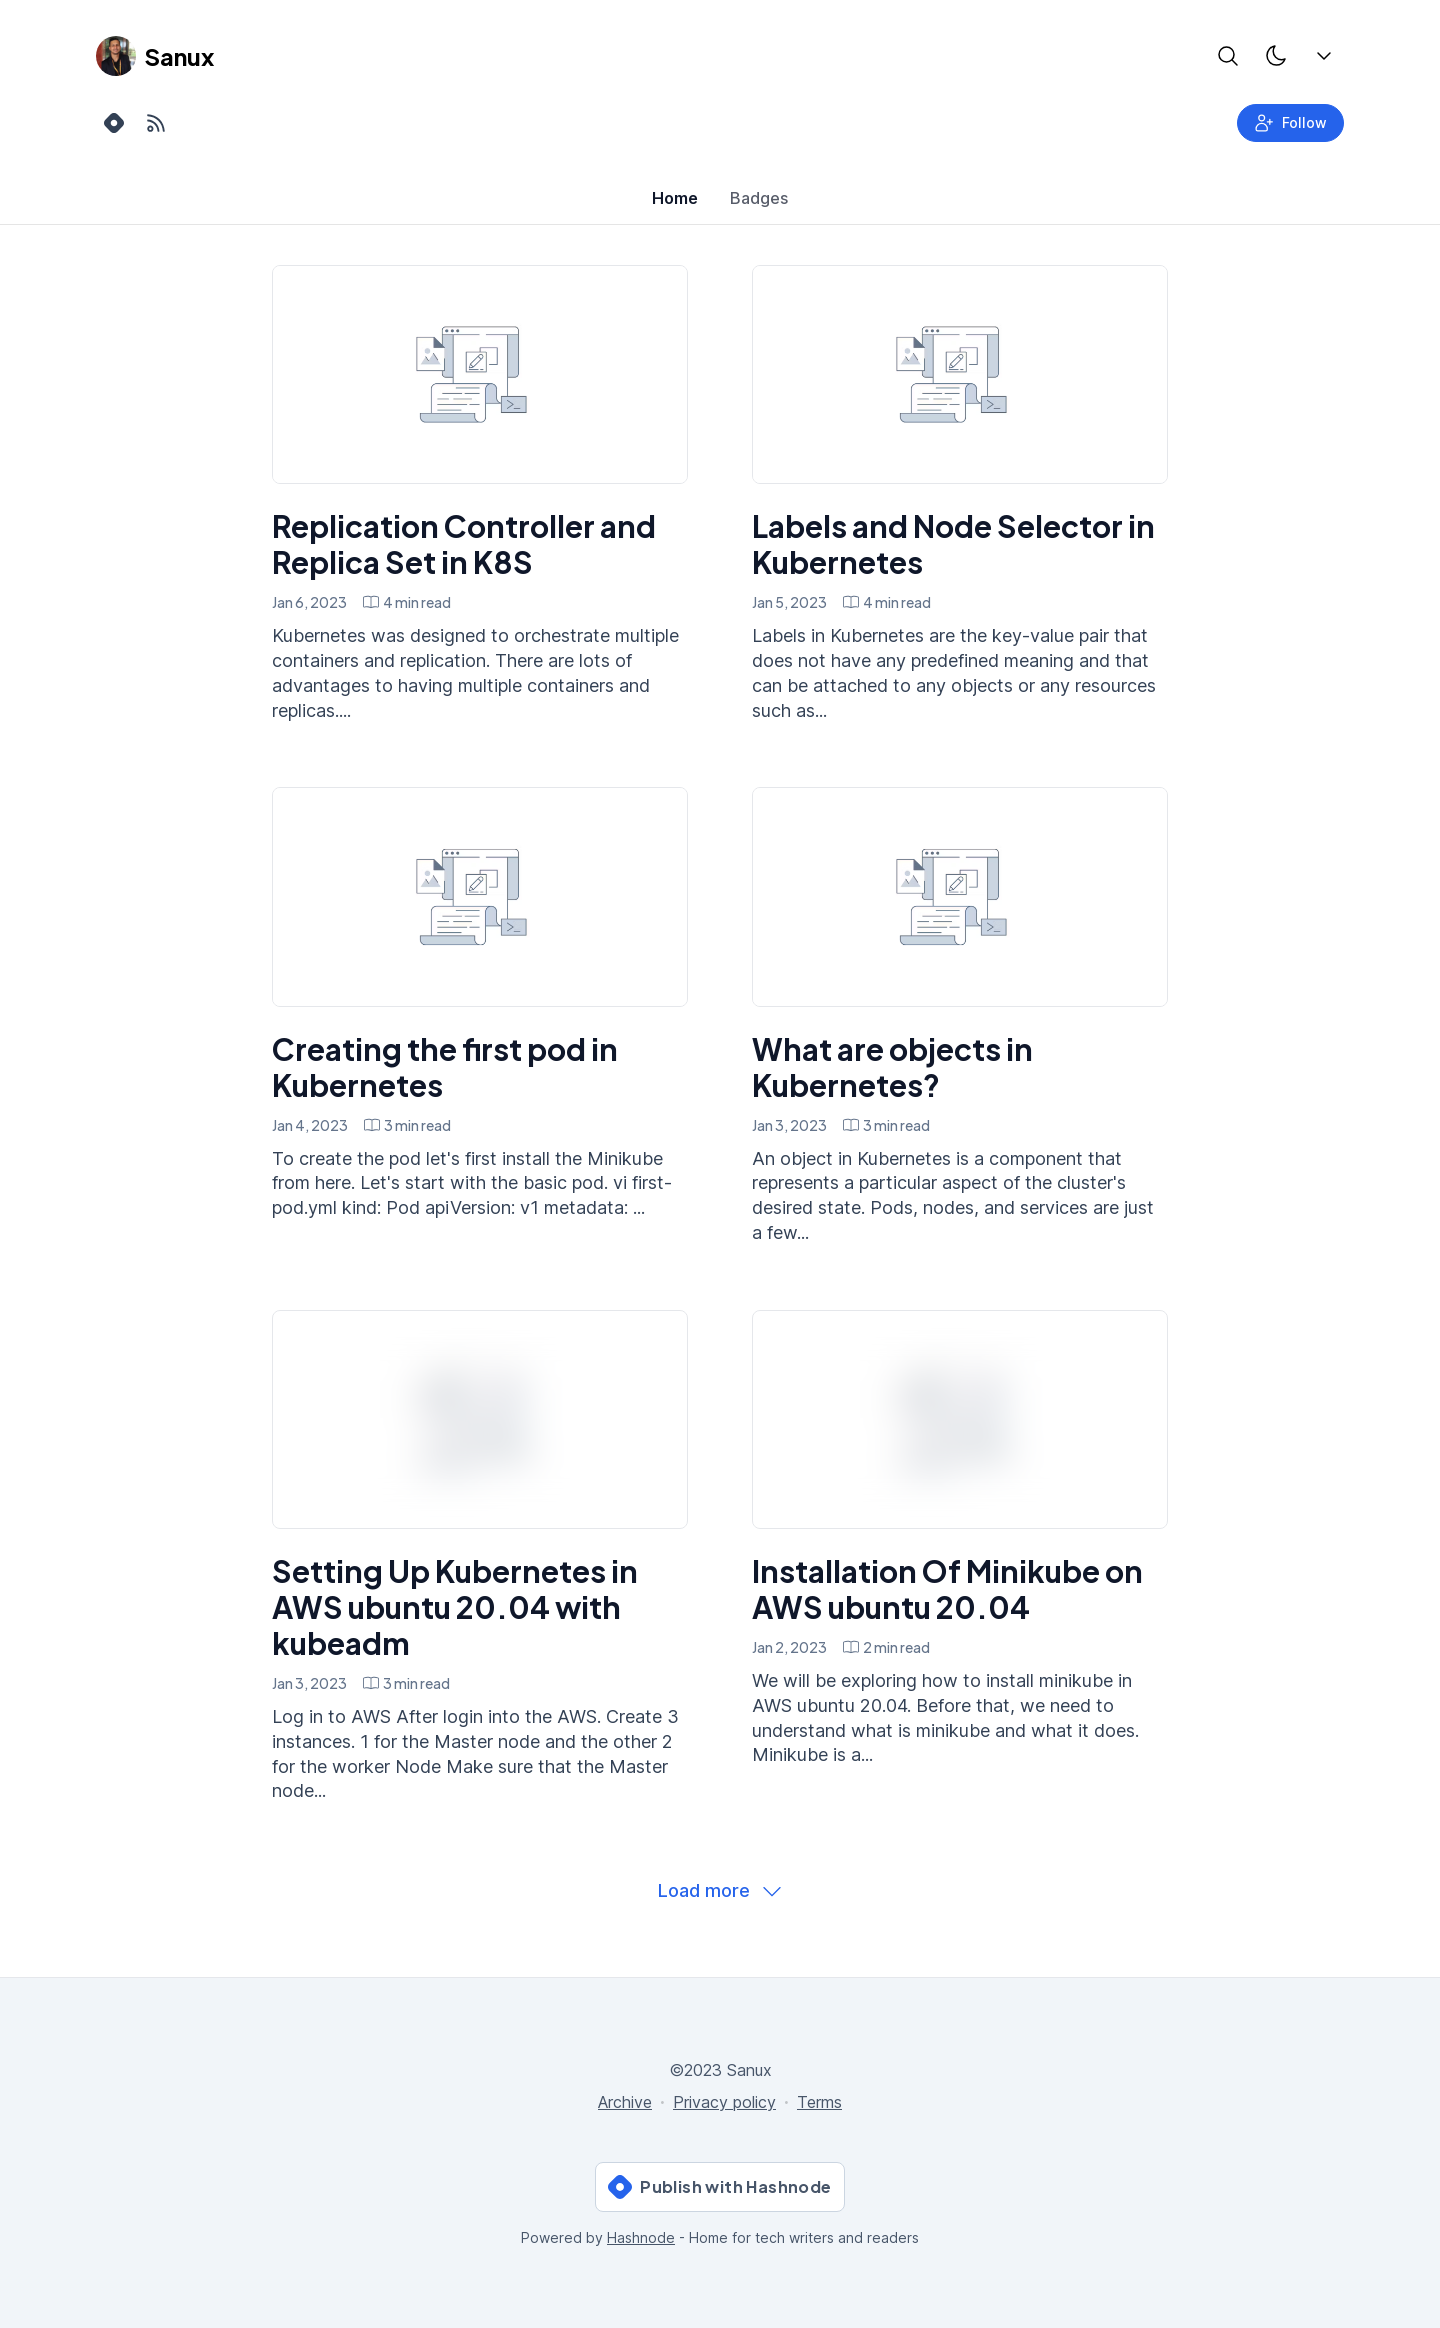 Sanux
Follow
Home
Badges
Replication Controller and
Replica Set in K8S
Jan 6, 2023
4 min read
Kubernetes was designed to orchestrate multiple
containers and replication. There are lots of
advantages to having multiple containers and
replicas....
Labels and Node Selector in
Kubernetes
Jan 5, 2023
4 min read
Labels in Kubernetes are the key-value pair that
does not have any predefined meaning and that
can be attached to any objects or any resources
such as...
Creating the first pod in
Kubernetes
Jan 4, 2023
3 min read
To create the pod let's first install the Minikube
from here. Let's start with the basic pod. vi first-
pod.yml kind: Pod apiVersion: v1 metadata: ...
What are objects in
Kubernetes?
Jan 3, 2023
3 min read
An object in Kubernetes is a component that
represents a particular aspect of the cluster's
desired state. Pods, nodes, and services are just
a few...
Setting Up Kubernetes in
AWS ubuntu 20.04 with
kubeadm
Jan 3, 2023
3 min read
Log in to AWS After login into the AWS. Create 3
instances. 1 for the Master node and the other 2
for the worker Node Make sure that the Master
node...
Installation Of Minikube on
AWS ubuntu 20.04
Jan 2, 2023
2 min read
We will be exploring how to install minikube in
AWS ubuntu 20.04. Before that, we need to
understand what is minikube and what it does.
Minikube is a...
Load more
©2023 Sanux
Archive · Privacy policy · Terms
Publish with Hashnode
Powered by Hashnode - Home for tech writers and readers